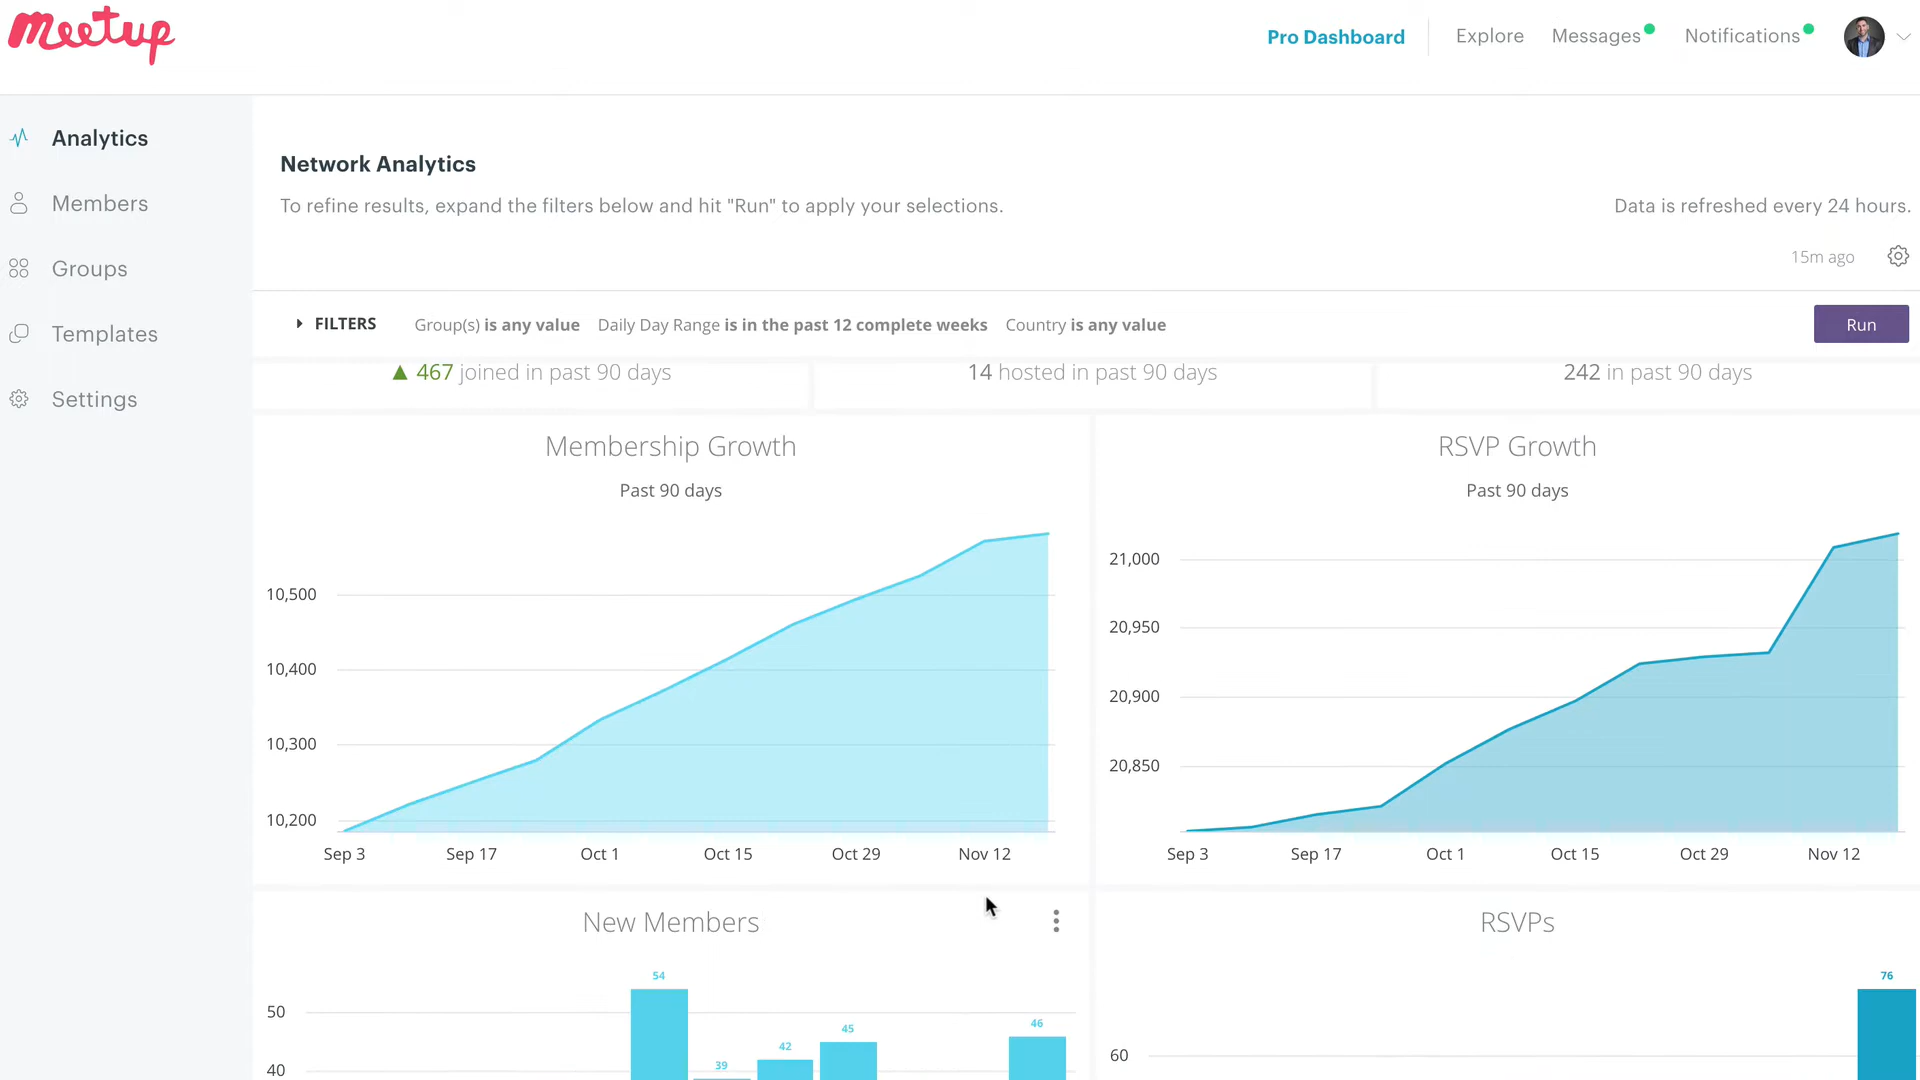 Meetup
Pro Dashboard
Explore
Messages
Notifications
Analytics
Members
Groups
Templates
Settings
Network Analytics
To refine results, expand the filters below and hit "Run" to apply your selections.
Data is refreshed every 24 hours.
15m ago
FILTERS
Group(s) is any value Daily Day Range is in the past 12 complete weeks Country is any value
Run
▲ 467 joined in past 90 days
14 hosted in past 90 days
242 in past 90 days
Membership Growth
Past 90 days
10,500
10,400
10,300
10,200
Sep 3 Sep 17 Oct 1 Oct 15 Oct 29 Nov 12
RSVP Growth
Past 90 days
21,000
20,950
20,900
20,850
Sep 3 Sep 17 Oct 1 Oct 15 Oct 29 Nov 12
New Members
54
50
46
45
42
39
40
RSVPs
76
60